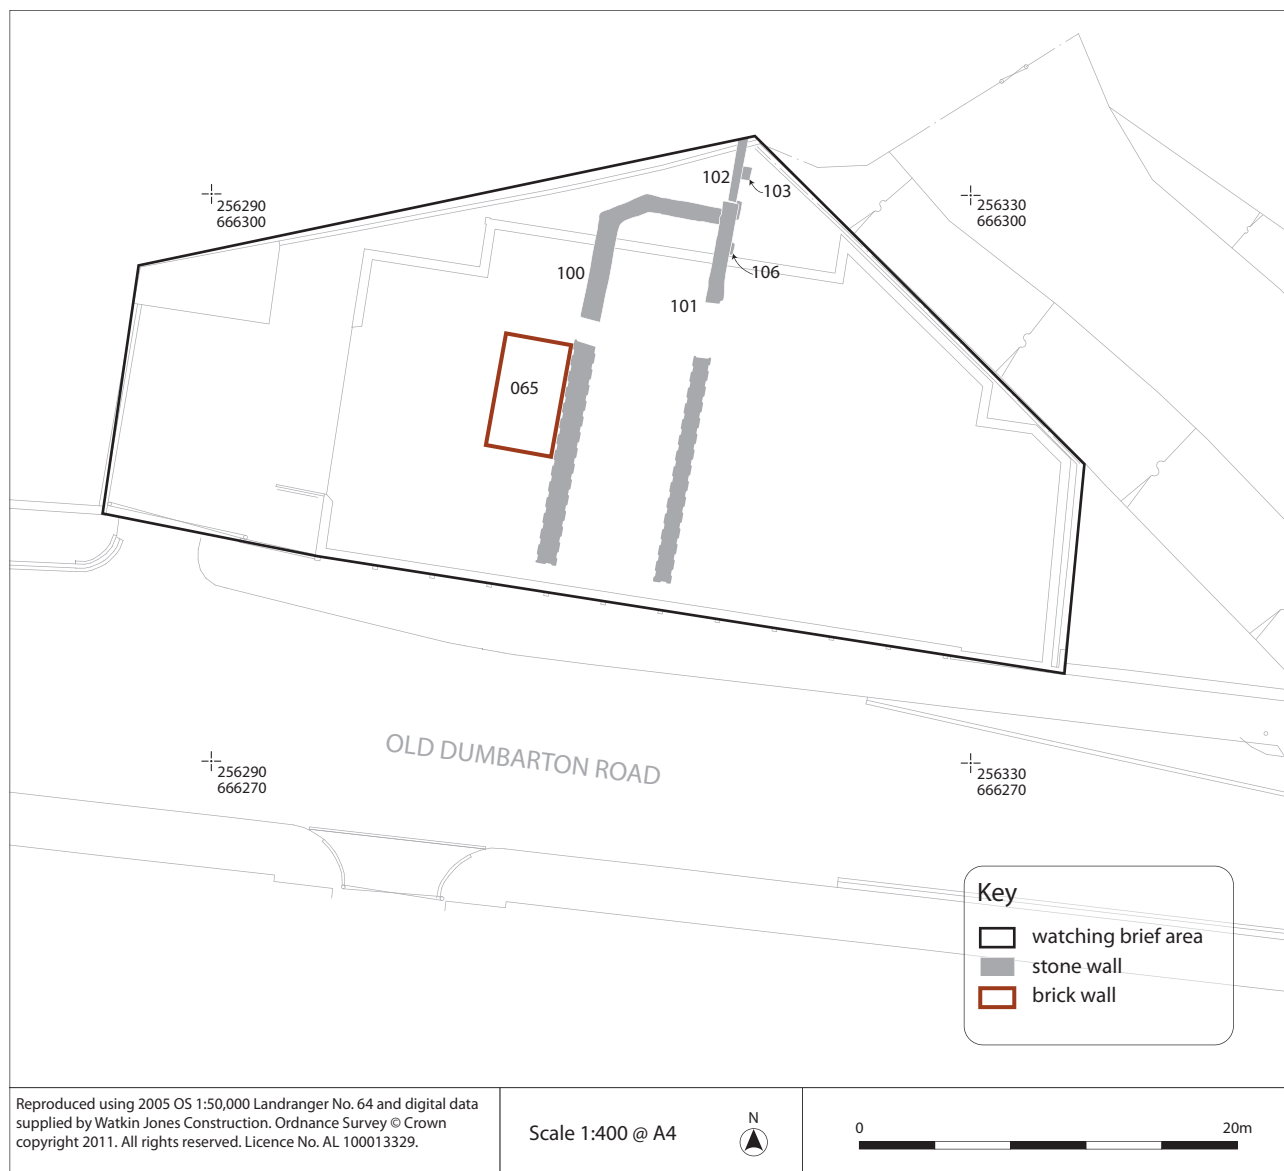 256290
666300
102
103
256330
666300
100
106
101
065
OLD DUMBARTON ROAD
256290
666270
256330
666270
Key
watching brief area
stone wall
brick wall
Reproduced using 2005 OS 1:50,000 Landranger No. 64 and digital data
supplied by Watkin Jones Construction. Ordnance Survey © Crown
copyright 2011. All rights reserved. Licence No. AL 100013329.
Scale 1:400 @ A4
N
0 20m